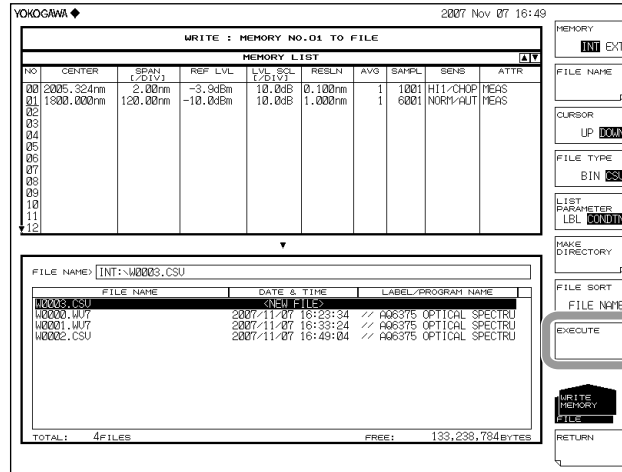 YOKOGAWA ◆ 2007 Nov 07 16:49
WRITE : MEMORY NO.01 TO FILE
MEMORY LIST
NO CENTER SPAN [/DIV] REF LVL LVL SCL [/DIV] RESLN AVG SAMPL SENS ATTR
00 2005.324nm 2.00nm -3.9dBm 10.0dB 0.100nm 1 1001 HI1/CHOP MEAS
01 1800.000nm 120.00nm -10.0dBm 10.0dB 1.000nm 1 6001 NORM/AUT MEAS
02
03
04
05
06
07
08
09
10
11
▼12
▼
FILE NAME> INT:\W0003.CSV
FILE NAME DATE & TIME LABEL/PROGRAM NAME
W0003.CSV <NEW FILE>
W0000.WV7 2007/11/07 16:23:34 // AQ6375 OPTICAL SPECTRU
W0001.WV7 2007/11/07 16:33:24 // AQ6375 OPTICAL SPECTRU
W0002.CSV 2007/11/07 16:49:04 // AQ6375 OPTICAL SPECTRU
TOTAL: 4FILES FREE: 133,238,784BYTES
MEMORY
INT EXT
FILE NAME
CURSOR
UP DOWN
FILE TYPE
BIN CSV
LIST
PARAMETER
LBL CONDTN
MAKE
DIRECTORY
FILE SORT
FILE NAME
EXECUTE
WRITE
MEMORY
FILE
RETURN